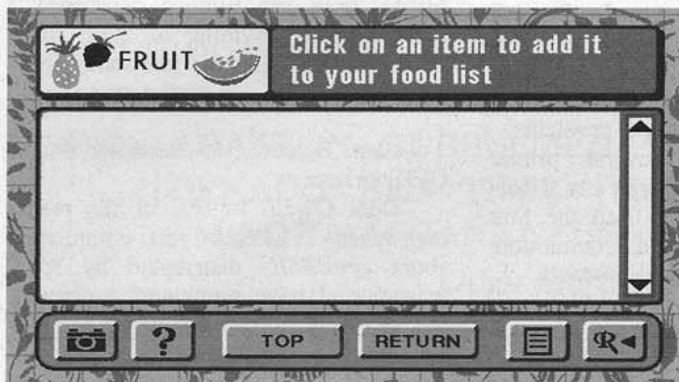 FRUIT
Click on an item to add it
to your food list
?
TOP
RETURN
R